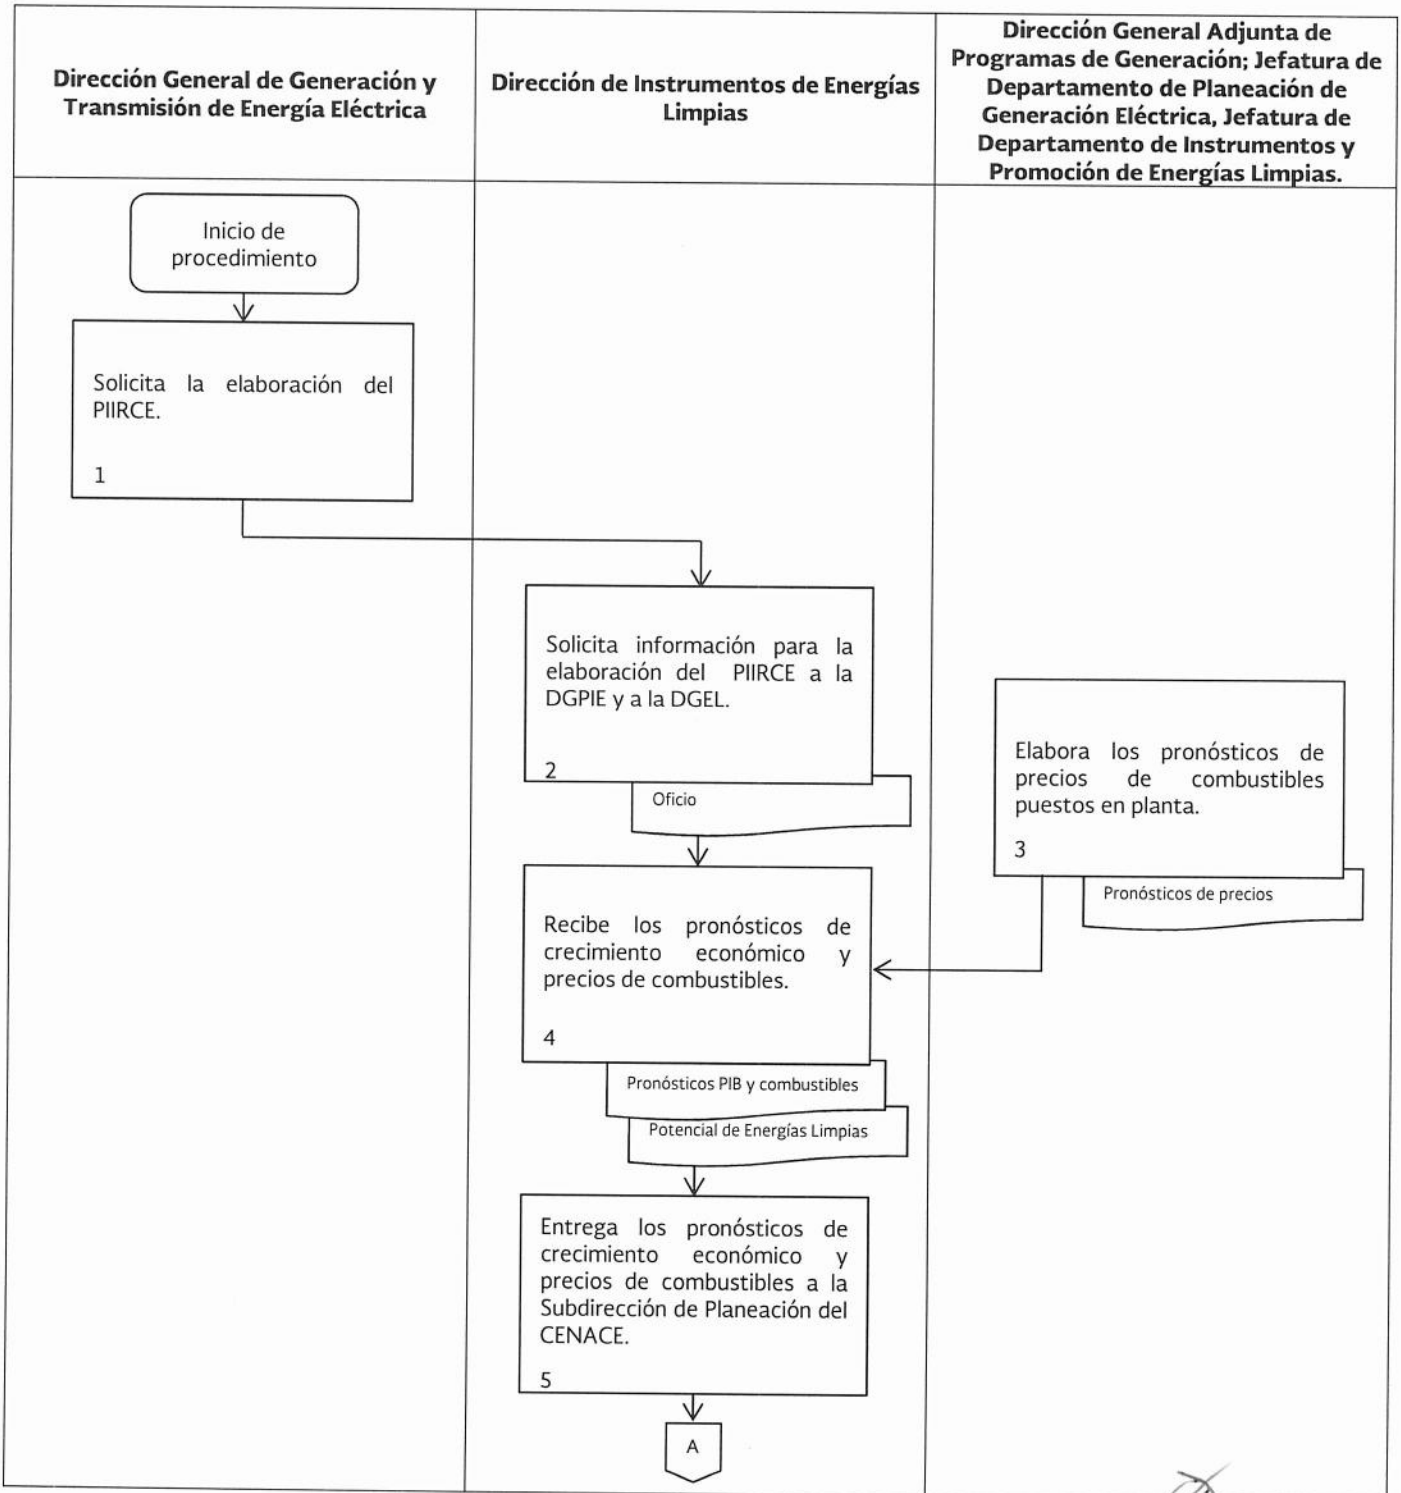 Dirección General de Generación y
Transmisión de Energía Eléctrica
Dirección de Instrumentos de Energías
Limpias
Dirección General Adjunta de
Programas de Generación; Jefatura de
Departamento de Planeación de
Generación Eléctrica, Jefatura de
Departamento de Instrumentos y
Promoción de Energías Limpias.
Inicio de
procedimiento
Solicita la elaboración del
PIIRCE.
1
Solicita información para la
elaboración del PIIRCE a la
DGPIE y a la DGEL.
2
Oficio
Elabora los pronósticos de
precios de combustibles
puestos en planta.
3
Pronósticos de precios
Recibe los pronósticos de
crecimiento económico y
precios de combustibles.
4
Pronósticos PIB y combustibles
Potencial de Energías Limpias
Entrega los pronósticos de
crecimiento económico y
precios de combustibles a la
Subdirección de Planeación del
CENACE.
5
A